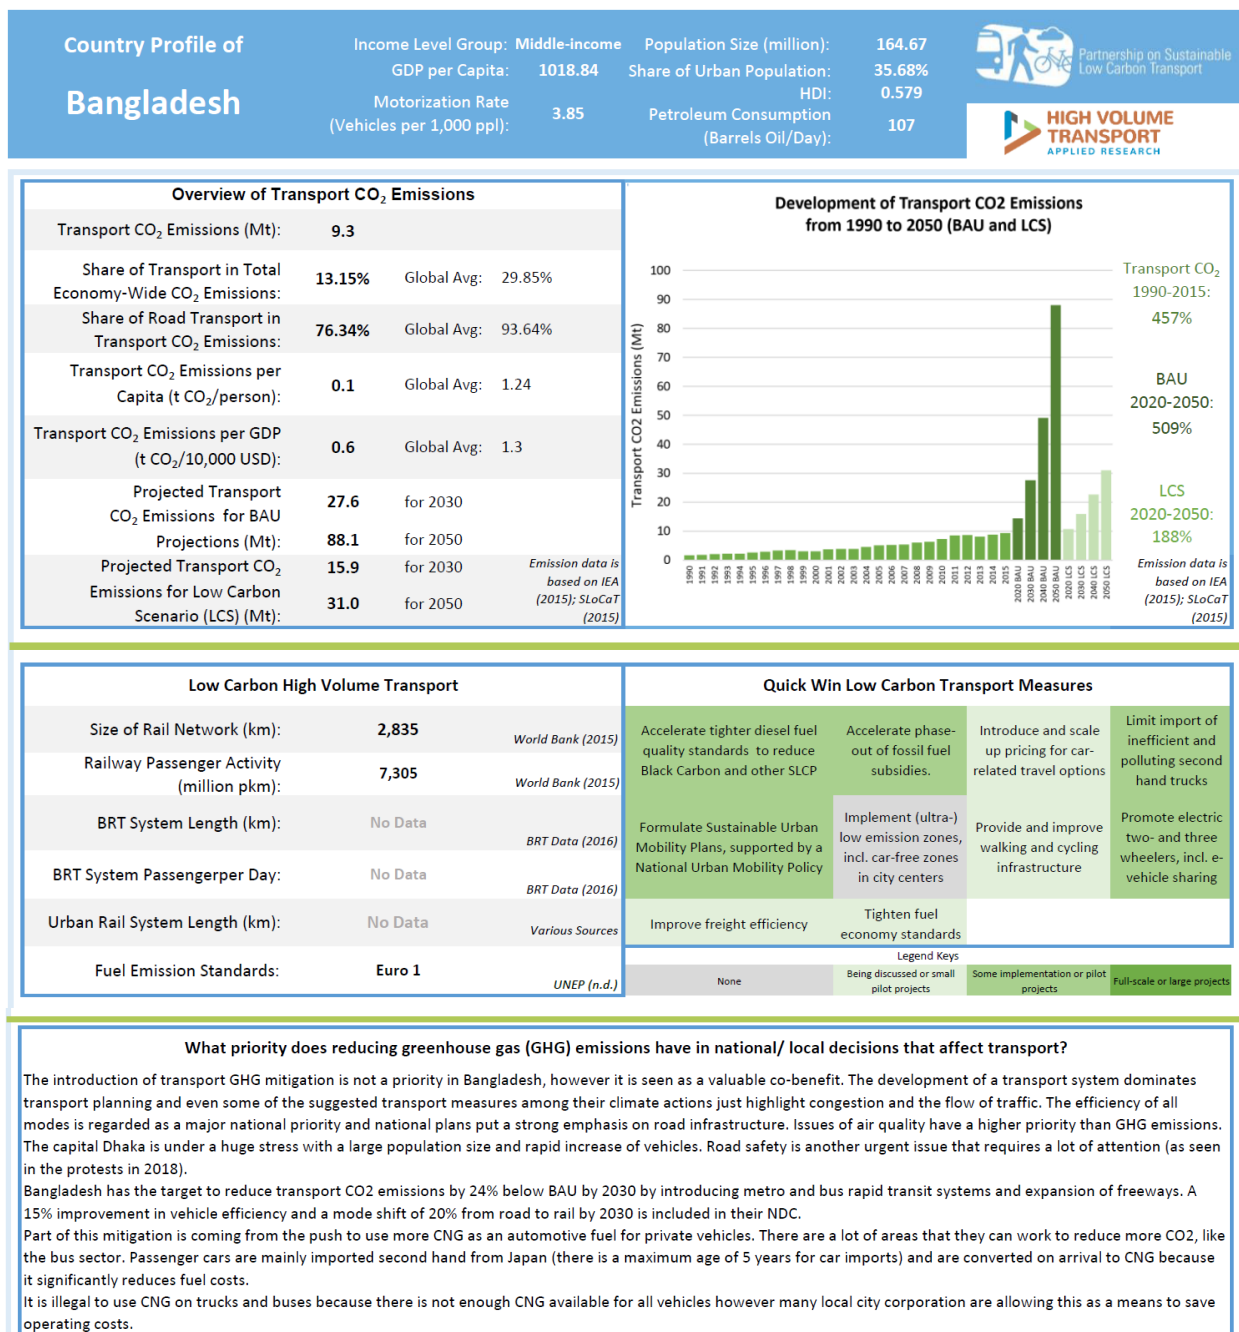 Country Profile of
Bangladesh
Income Level Group: Middle-income
GDP per Capita: 1018.84
Motorization Rate
(Vehicles per 1,000 ppl): 3.85
Population Size (million): 164.67
Share of Urban Population: 35.68%
HDI: 0.579
Petroleum Consumption
(Barrels Oil/Day): 107
Partnership on Sustainable
Low Carbon Transport
HIGH VOLUME
TRANSPORT
APPLIED RESEARCH
Overview of Transport CO₂ Emissions
Transport CO₂ Emissions (Mt): 9.3
Share of Transport in Total
Economy-Wide CO₂ Emissions: 13.15% Global Avg: 29.85%
Share of Road Transport in
Transport CO₂ Emissions: 76.34% Global Avg: 93.64%
Transport CO₂ Emissions per
Capita (t CO₂/person): 0.1 Global Avg: 1.24
Transport CO₂ Emissions per GDP
(t CO₂/10,000 USD): 0.6 Global Avg: 1.3
Projected Transport
CO₂ Emissions for BAU
Projections (Mt):
27.6 for 2030
88.1 for 2050
Projected Transport CO₂
Emissions for Low Carbon
Scenario (LCS) (Mt):
15.9 for 2030
31.0 for 2050
Emission data is
based on IEA
(2015); SLoCaT
(2015)
Development of Transport CO2 Emissions
from 1990 to 2050 (BAU and LCS)
Transport CO2 Emissions (Mt)
100
90
80
70
60
50
40
30
20
10
0
1990
1991
1992
1993
1994
1995
1996
1997
1998
1999
2000
2001
2002
2003
2004
2005
2006
2007
2008
2009
2010
2011
2012
2013
2014
2015
2020 BAU
2030 BAU
2040 BAU
2050 BAU
2020 LCS
2030 LCS
2040 LCS
2050 LCS
Transport CO₂
1990-2015:
457%
BAU
2020-2050:
509%
LCS
2020-2050:
188%
Emission data is
based on IEA
(2015); SLoCaT
(2015)
Low Carbon High Volume Transport
Size of Rail Network (km): 2,835 World Bank (2015)
Railway Passenger Activity
(million pkm): 7,305 World Bank (2015)
BRT System Length (km): No Data BRT Data (2016)
BRT System Passengerper Day: No Data BRT Data (2016)
Urban Rail System Length (km): No Data Various Sources
Fuel Emission Standards: Euro 1 UNEP (n.d.)
Quick Win Low Carbon Transport Measures
Accelerate tighter diesel fuel
quality standards to reduce
Black Carbon and other SLCP
Accelerate phase-
out of fossil fuel
subsidies.
Introduce and scale
up pricing for car-
related travel options
Limit import of
inefficient and
polluting second
hand trucks
Formulate Sustainable Urban
Mobility Plans, supported by a
National Urban Mobility Policy
Implement (ultra-)
low emission zones,
incl. car-free zones
in city centers
Provide and improve
walking and cycling
infrastructure
Promote electric
two- and three
wheelers, incl. e-
vehicle sharing
Improve freight efficiency
Tighten fuel
economy standards
Legend Keys
None
Being discussed or small
pilot projects
Some implementation or pilot
projects
Full-scale or large projects
What priority does reducing greenhouse gas (GHG) emissions have in national/ local decisions that affect transport?
The introduction of transport GHG mitigation is not a priority in Bangladesh, however it is seen as a valuable co-benefit. The development of a transport system dominates
transport planning and even some of the suggested transport measures among their climate actions just highlight congestion and the flow of traffic. The efficiency of all
modes is regarded as a major national priority and national plans put a strong emphasis on road infrastructure. Issues of air quality have a higher priority than GHG emissions.
The capital Dhaka is under a huge stress with a large population size and rapid increase of vehicles. Road safety is another urgent issue that requires a lot of attention (as seen
in the protests in 2018).
Bangladesh has the target to reduce transport CO2 emissions by 24% below BAU by 2030 by introducing metro and bus rapid transit systems and expansion of freeways. A
15% improvement in vehicle efficiency and a mode shift of 20% from road to rail by 2030 is included in their NDC.
Part of this mitigation is coming from the push to use more CNG as an automotive fuel for private vehicles. There are a lot of areas that they can work to reduce more CO2, like
the bus sector. Passenger cars are mainly imported second hand from Japan (there is a maximum age of 5 years for car imports) and are converted on arrival to CNG because
it significantly reduces fuel costs.
It is illegal to use CNG on trucks and buses because there is not enough CNG available for all vehicles however many local city corporation are allowing this as a means to save
operating costs.